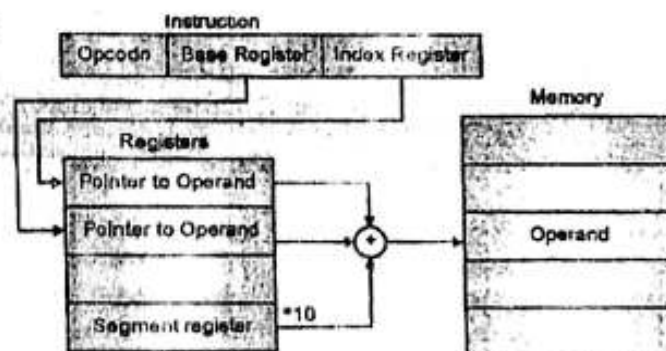 Instruction
Opcodn Base Register Index Register
Memory
Registers
Pointer to Operand
Pointer to Operand
+
Operand
Segment register
*10